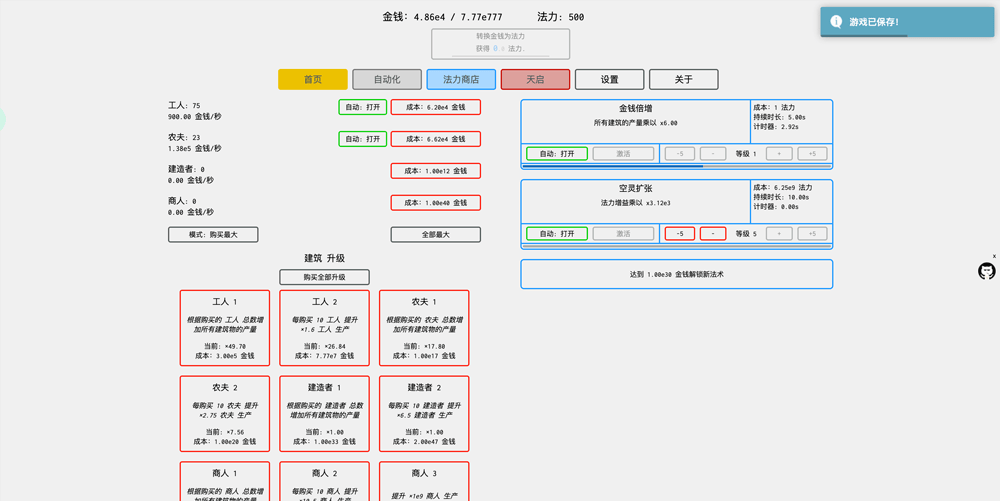 金钱: 4.86e4 / 7.77e777
法力: 500
游戏已保存!
转换金钱为法力
获得 0.0 法力.
首页
自动化
法力商店
天启
设置
关于
工人: 75
900.00 金钱/秒
自动: 打开
成本: 6.20e4 金钱
农夫: 23
1.38e5 金钱/秒
自动: 打开
成本: 6.62e4 金钱
建造者: 0
0.00 金钱/秒
成本: 1.00e12 金钱
商人: 0
0.00 金钱/秒
成本: 1.00e40 金钱
模式: 购买最大
全部最大
建筑 升级
购买全部升级
工人 1
根据购买的 工人 总数增
加所有建筑物的产量
当前: ×49.70
成本: 3.00e5 金钱
工人 2
每购买 10 工人 提升
×1.6 工人 生产
当前: ×26.84
成本: 7.77e7 金钱
农夫 1
根据购买的 农夫 总数增
加所有建筑物的产量
当前: ×17.80
成本: 1.00e17 金钱
农夫 2
每购买 10 农夫 提升
×2.75 农夫 生产
当前: ×7.56
成本: 1.00e20 金钱
建造者 1
根据购买的 建造者 总数
增加所有建筑物的产量
当前: ×1.00
成本: 1.00e33 金钱
建造者 2
每购买 10 建造者 提升
×6.5 建造者 生产
当前: ×1.00
成本: 2.00e47 金钱
商人 1
根据购买的 商人 总数增
加所有建筑物的产量
商人 2
每购买 10 商人 提升
商人 3
提升 ×1e9 商人 生产
金钱倍增
所有建筑的产量乘以 x6.00
成本: 1 法力
持续时长: 5.00s
计时器: 2.92s
自动: 打开
激活
-5
-
等级 1
+
+5
空灵扩张
法力增益乘以 x3.12e3
成本: 6.25e9 法力
持续时长: 10.00s
计时器: 0.00s
自动: 打开
激活
-5
-
等级 5
+
+5
达到 1.00e30 金钱解锁新法术
x